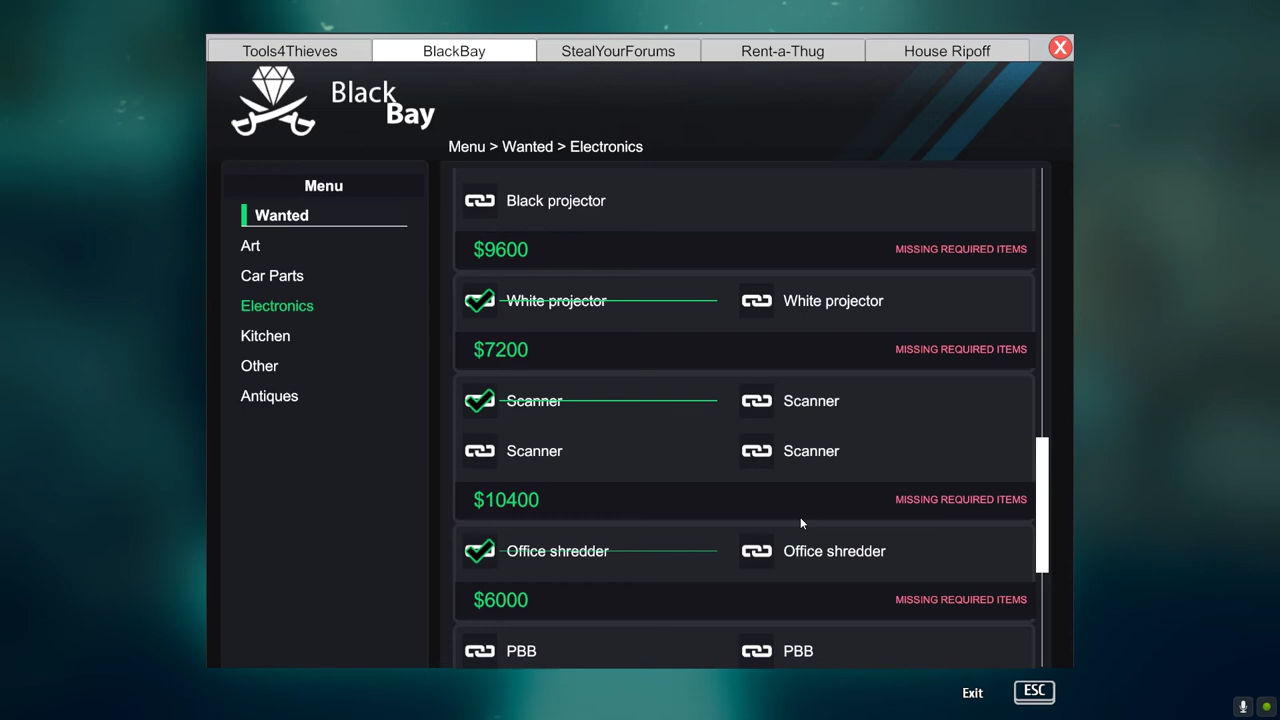 Tools4Thieves BlackBay StealYourForums Rent-a-Thug House Ripoff X
Black
Bay
Menu > Wanted > Electronics
Menu
Wanted
Art
Car Parts
Electronics
Kitchen
Other
Antiques
Black projector
$9600 MISSING REQUIRED ITEMS
White projector White projector
$7200 MISSING REQUIRED ITEMS
Scanner Scanner
Scanner Scanner
$10400 MISSING REQUIRED ITEMS
Office shredder Office shredder
$6000 MISSING REQUIRED ITEMS
PBB PBB
Exit ESC